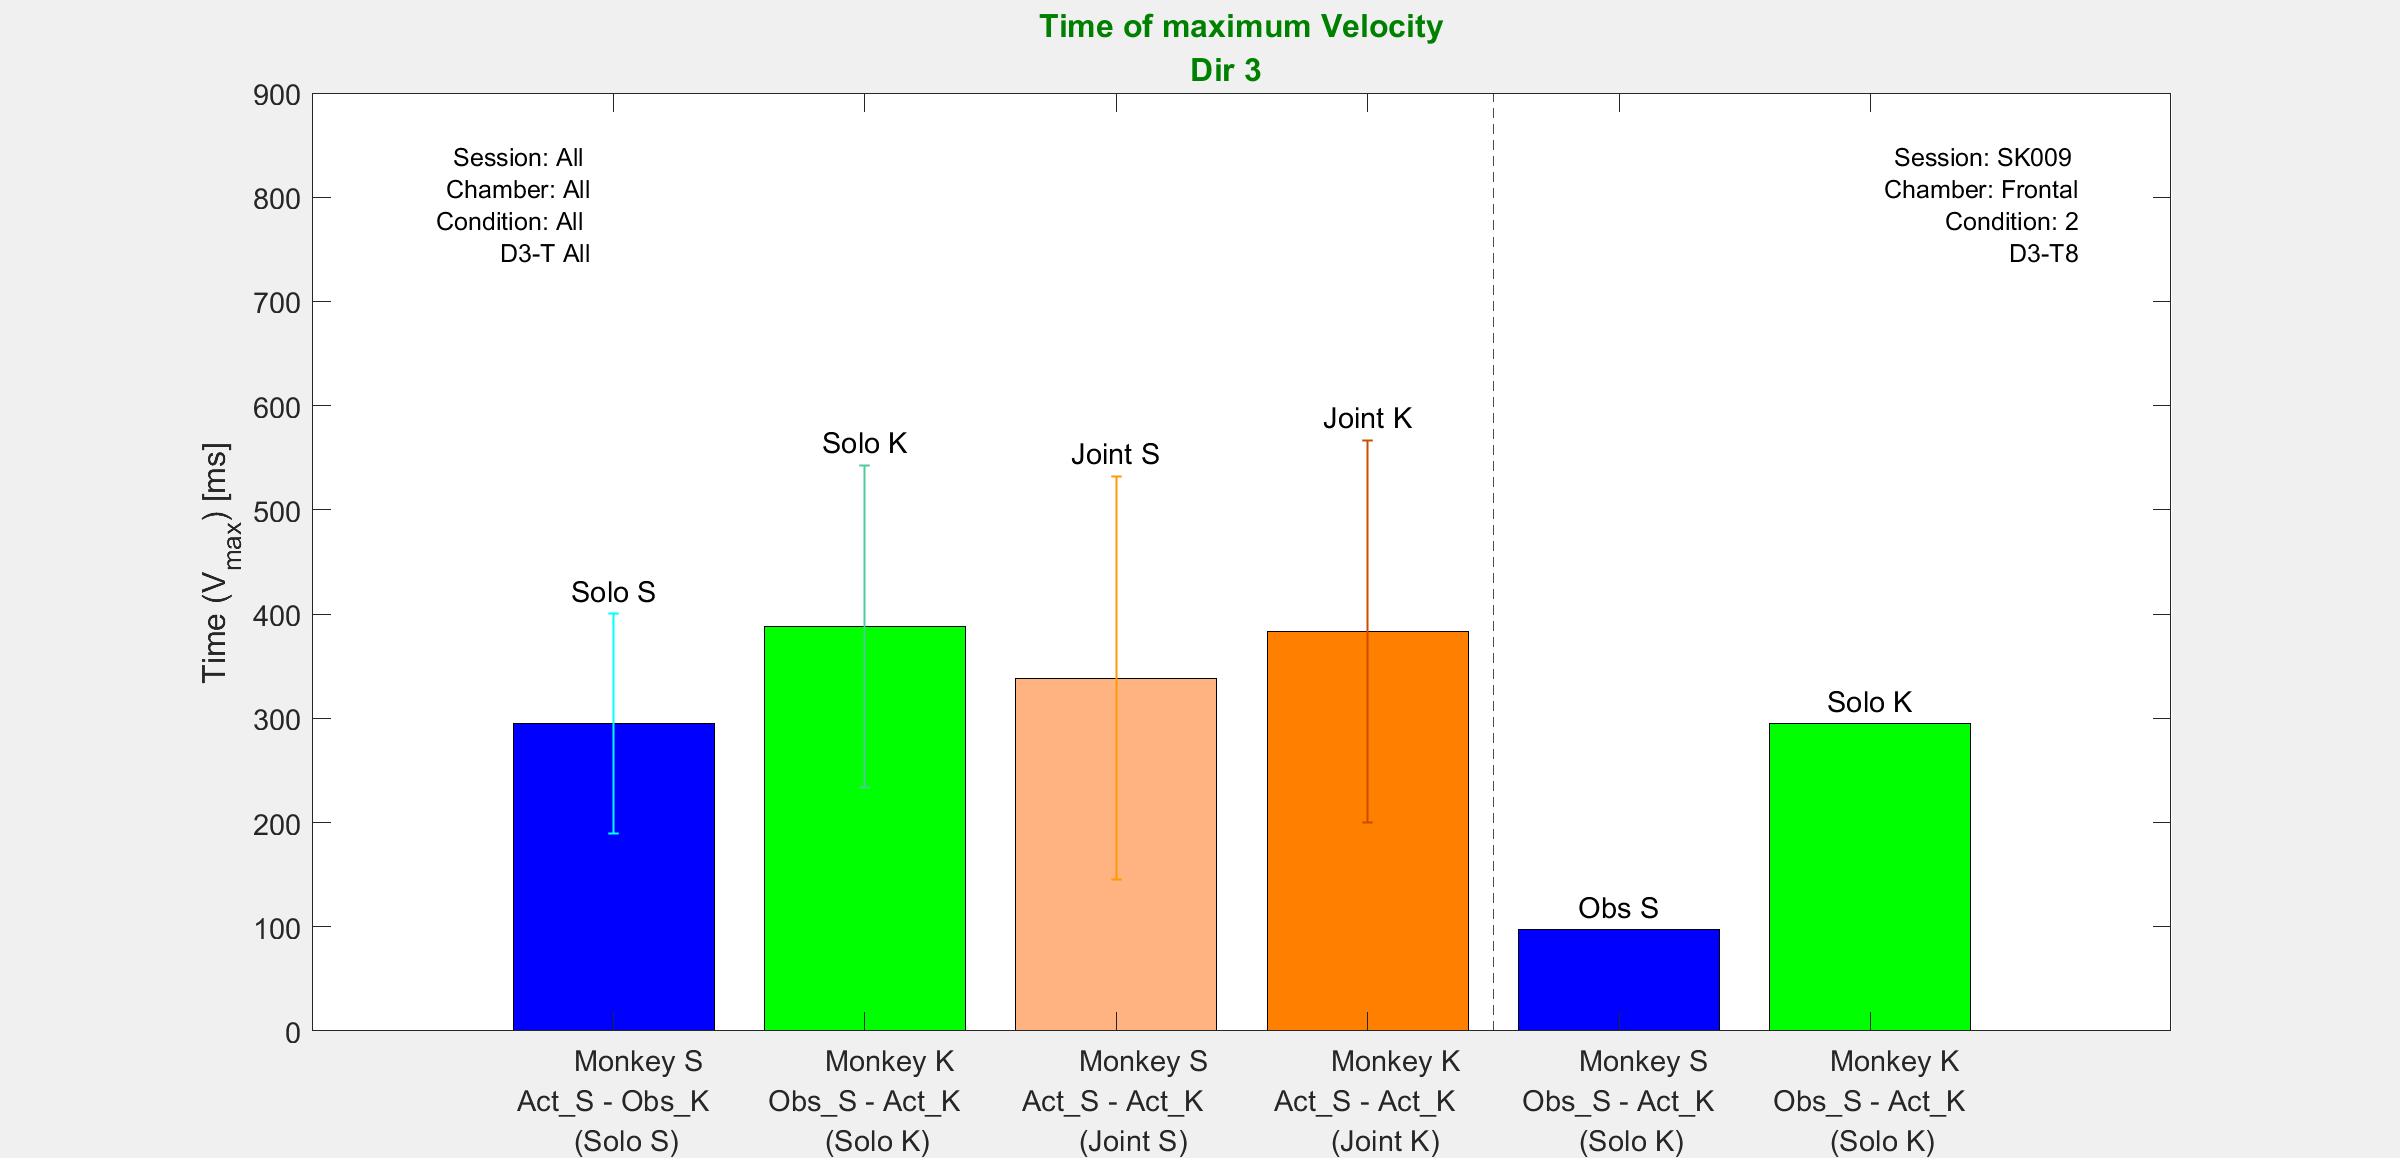 Time of maximum Velocity
Dir 3
900
800
700
600
500
400
300
200
100
0
Time (Vmax) [ms]
Session: All
Chamber: All
Condition: All
D3-T All
Session: SK009
Chamber: Frontal
Condition: 2
D3-T8
Solo S
Solo K
Joint S
Joint K
Obs S
Solo K
Monkey S
Act_S - Obs_K
(Solo S)
Monkey K
Obs_S - Act_K
(Solo K)
Monkey S
Act_S - Act_K
(Joint S)
Monkey K
Act_S - Act_K
(Joint K)
Monkey S
Obs_S - Act_K
(Solo K)
Monkey K
Obs_S - Act_K
(Solo K)